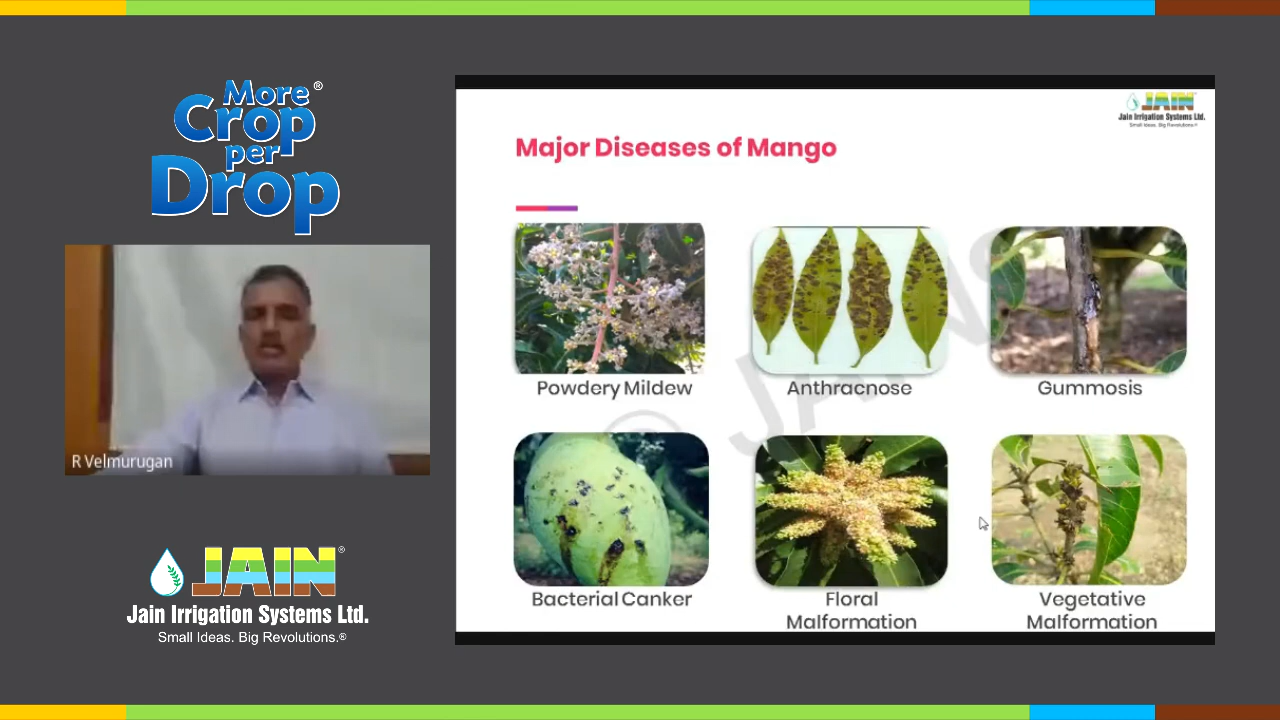 More®
Crop
per
Drop
R Velmurugan
JAIN®
Jain Irrigation Systems Ltd.
Small Ideas. Big Revolutions.®
JAIN
Jain Irrigation Systems Ltd.
Small Ideas. Big Revolutions.®
Major Diseases of Mango
Powdery Mildew
Anthracnose
Gummosis
Bacterial Canker
Floral
Malformation
Vegetative
Malformation